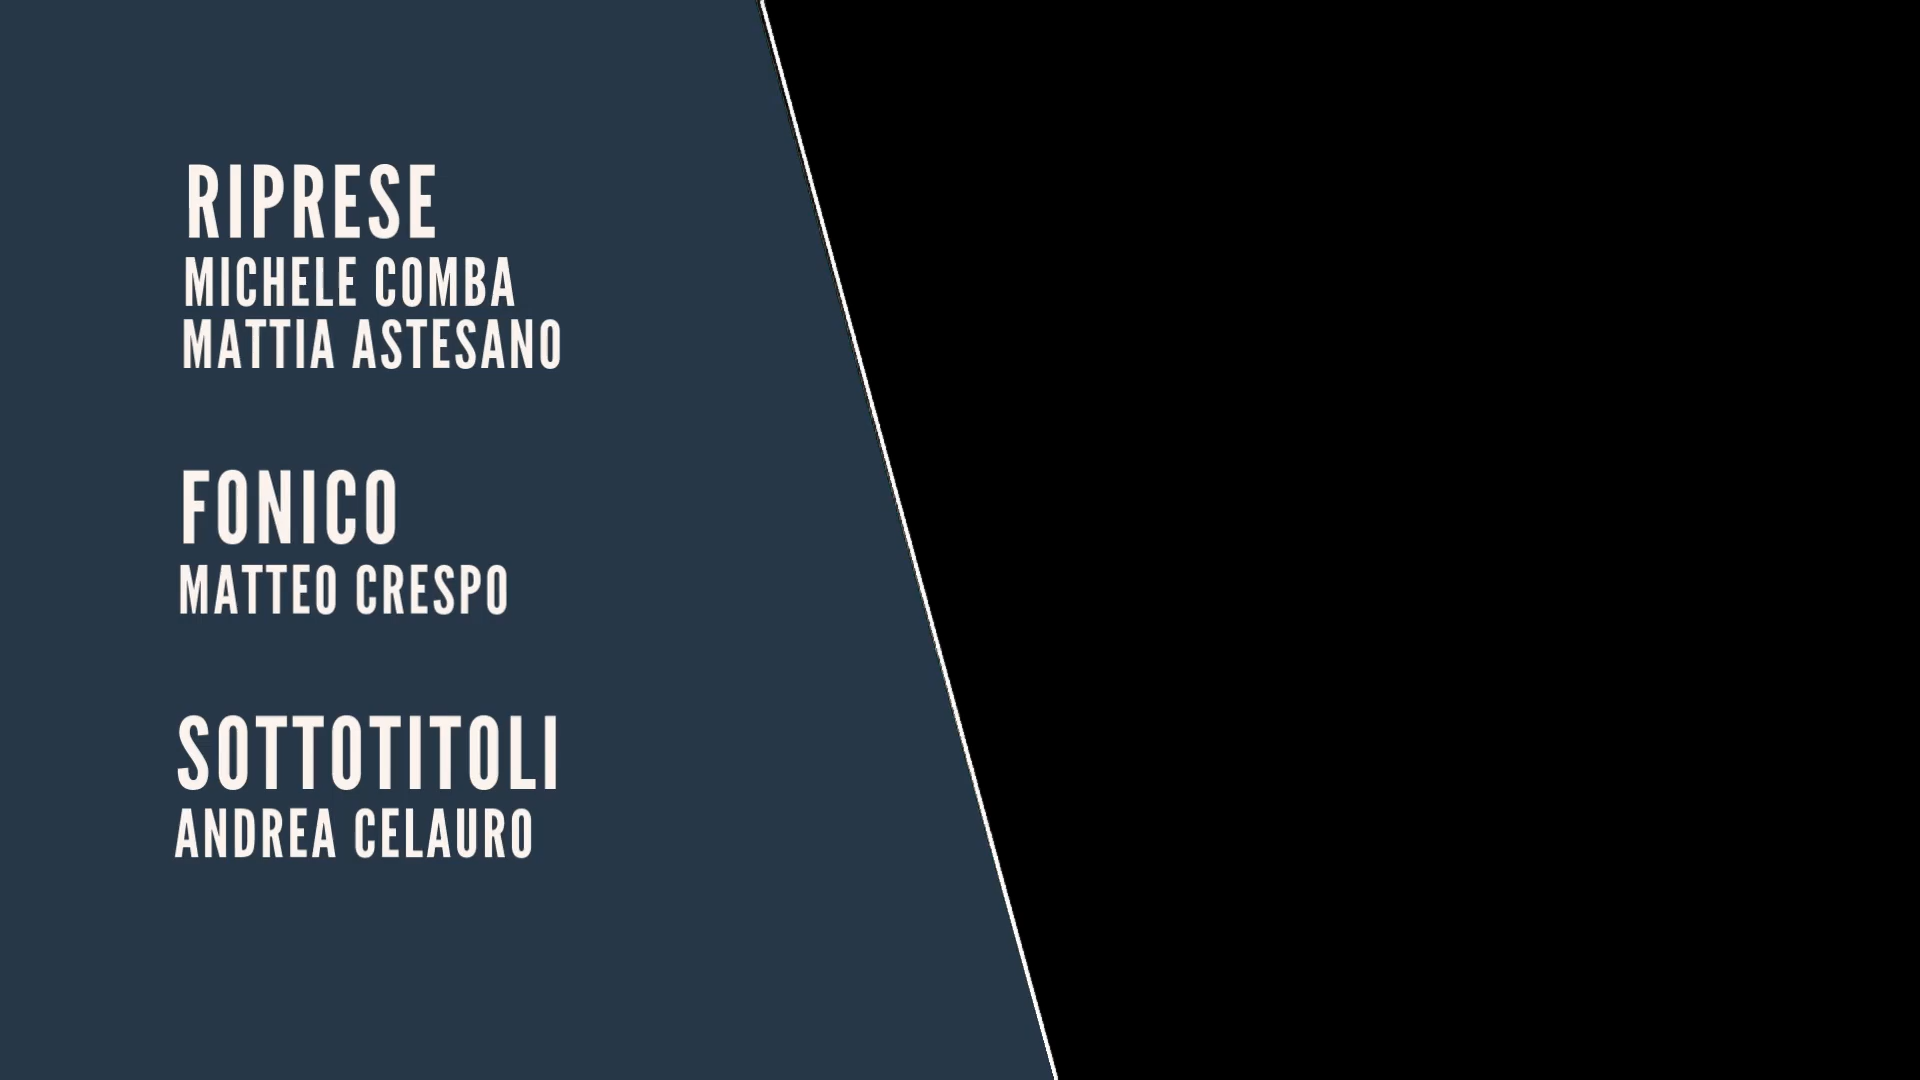 RIPRESE
MICHELE COMBA
MATTIA ASTESANO
FONICO
MATTEO CRESPO
SOTTOTITOLI
ANDREA CELAURO